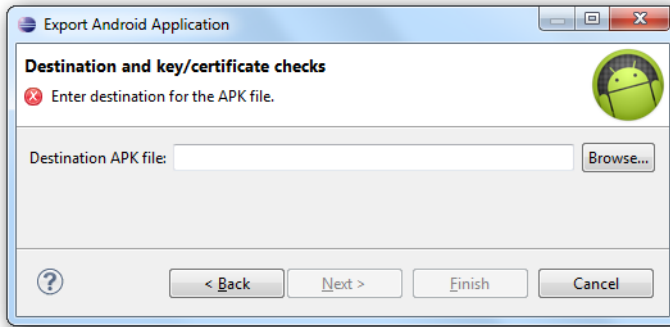 Export Android Application
Destination and key/certificate checks
Enter destination for the APK file.
Destination APK file:
Browse...
< Back
Next >
Finish
Cancel